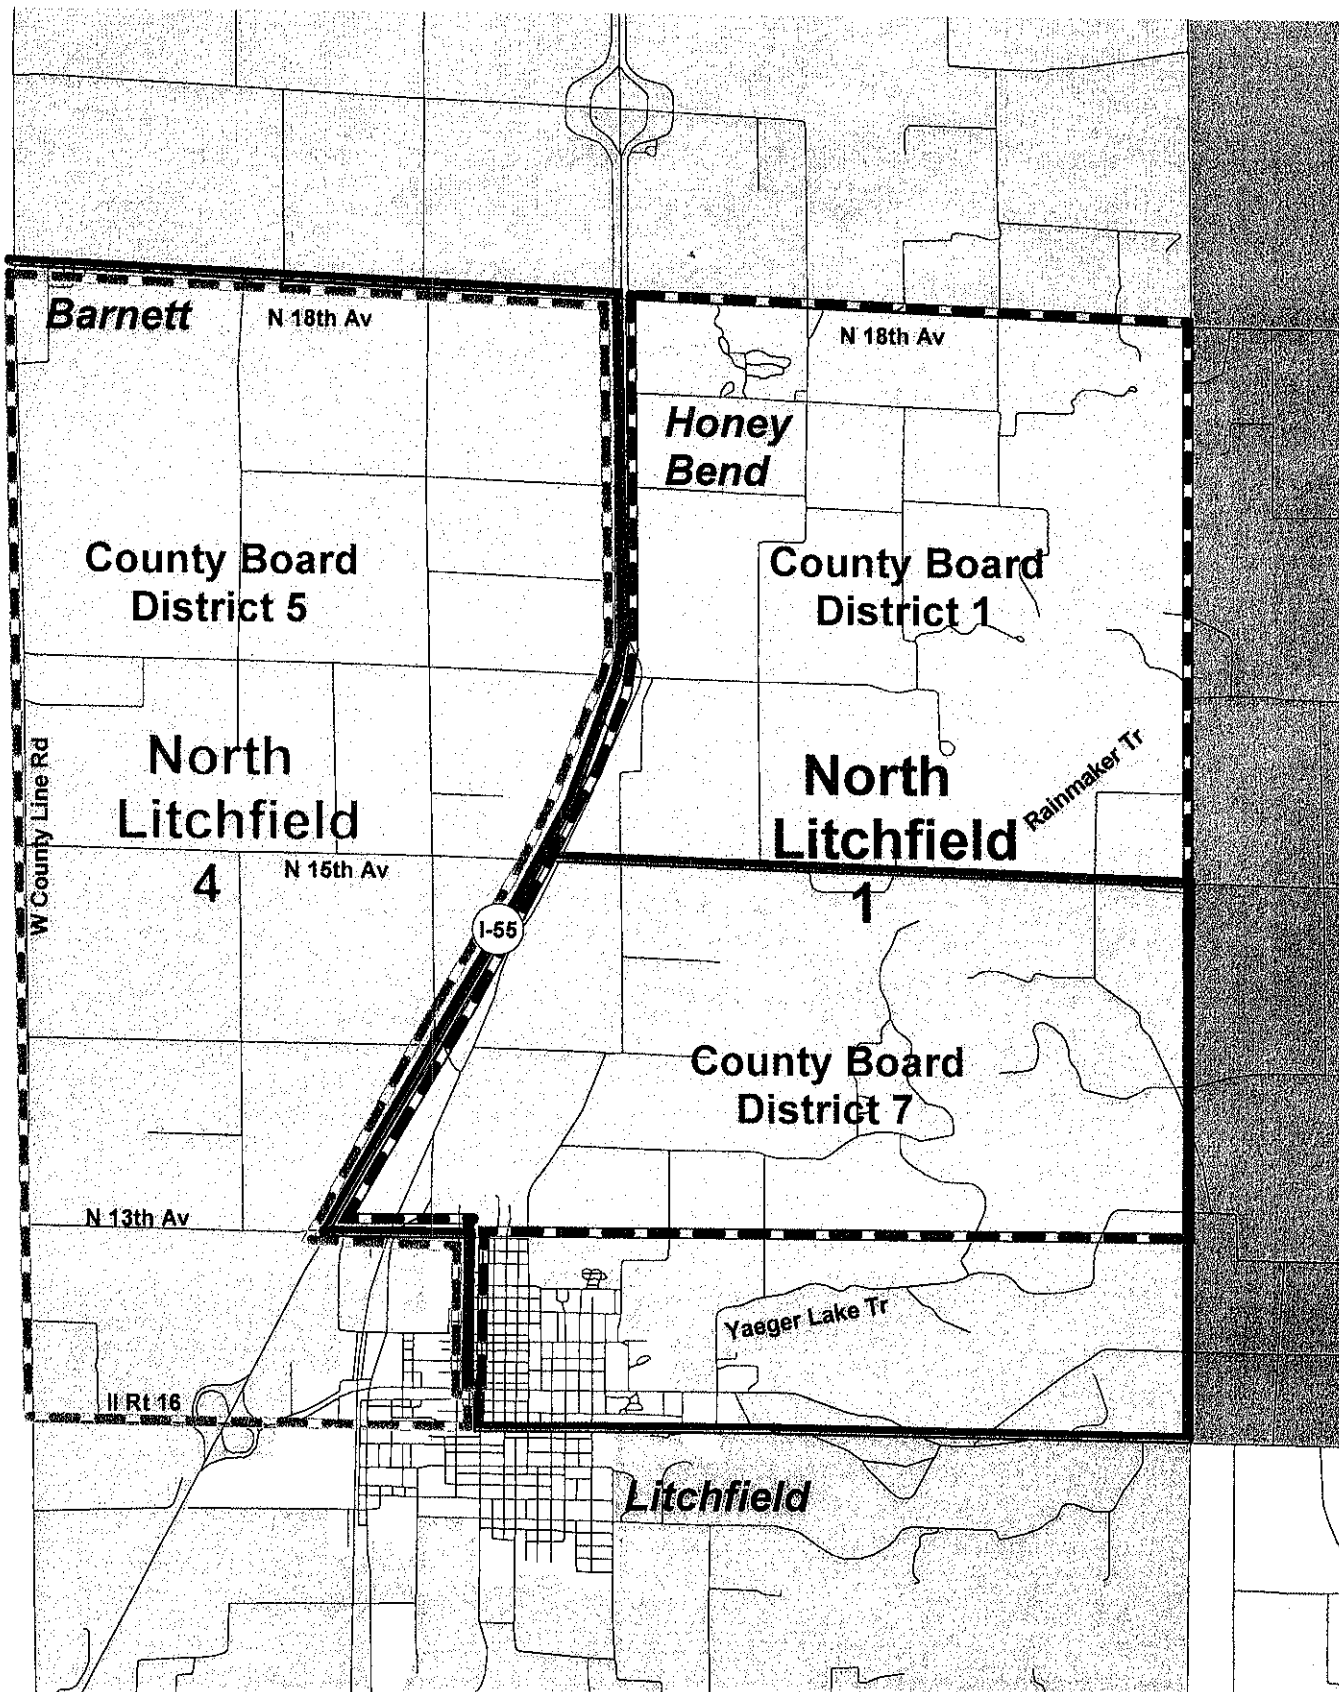 Barnett
N 18th Av
N 18th Av
Honey
Bend
County Board
District 5
County Board
District 1
W County Line Rd
North
Litchfield
4
N 15th Av
North
Litchfield
1
Rainmaker Tr
I-55
County Board
District 7
N 13th Av
Yaeger Lake Tr
Il Rt 16
Litchfield